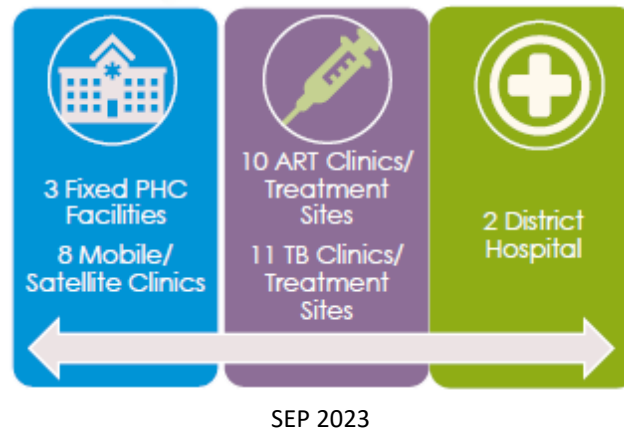 3 Fixed PHC
Facilities
8 Mobile/
Satellite Clinics
10 ART Clinics/
Treatment
Sites
11 TB Clinics/
Treatment
Sites
2 District
Hospital
SEP 2023